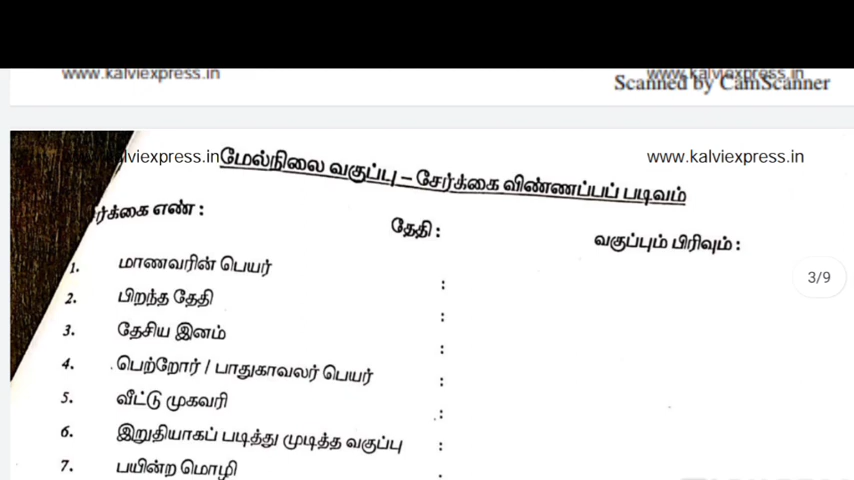 www.kalviexpress.in www.kalviexpress.in
Scanned by CamScanner
kalviexpress.in மேல்நிலை வகுப்பு – சேர்க்கை விண்ணப்பப் படிவம் www.kalviexpress.in
ர்க்கை எண் : தேதி : வகுப்பும் பிரிவும் :
1. மாணவரின் பெயர் :
2. பிறந்த தேதி :
3. தேசிய இனம் :
4. பெற்றோர் / பாதுகாவலர் பெயர் :
5. வீட்டு முகவரி :
6. இறுதியாகப் படித்து முடித்த வகுப்பு :
7. பயின்ற மொழி
3/9